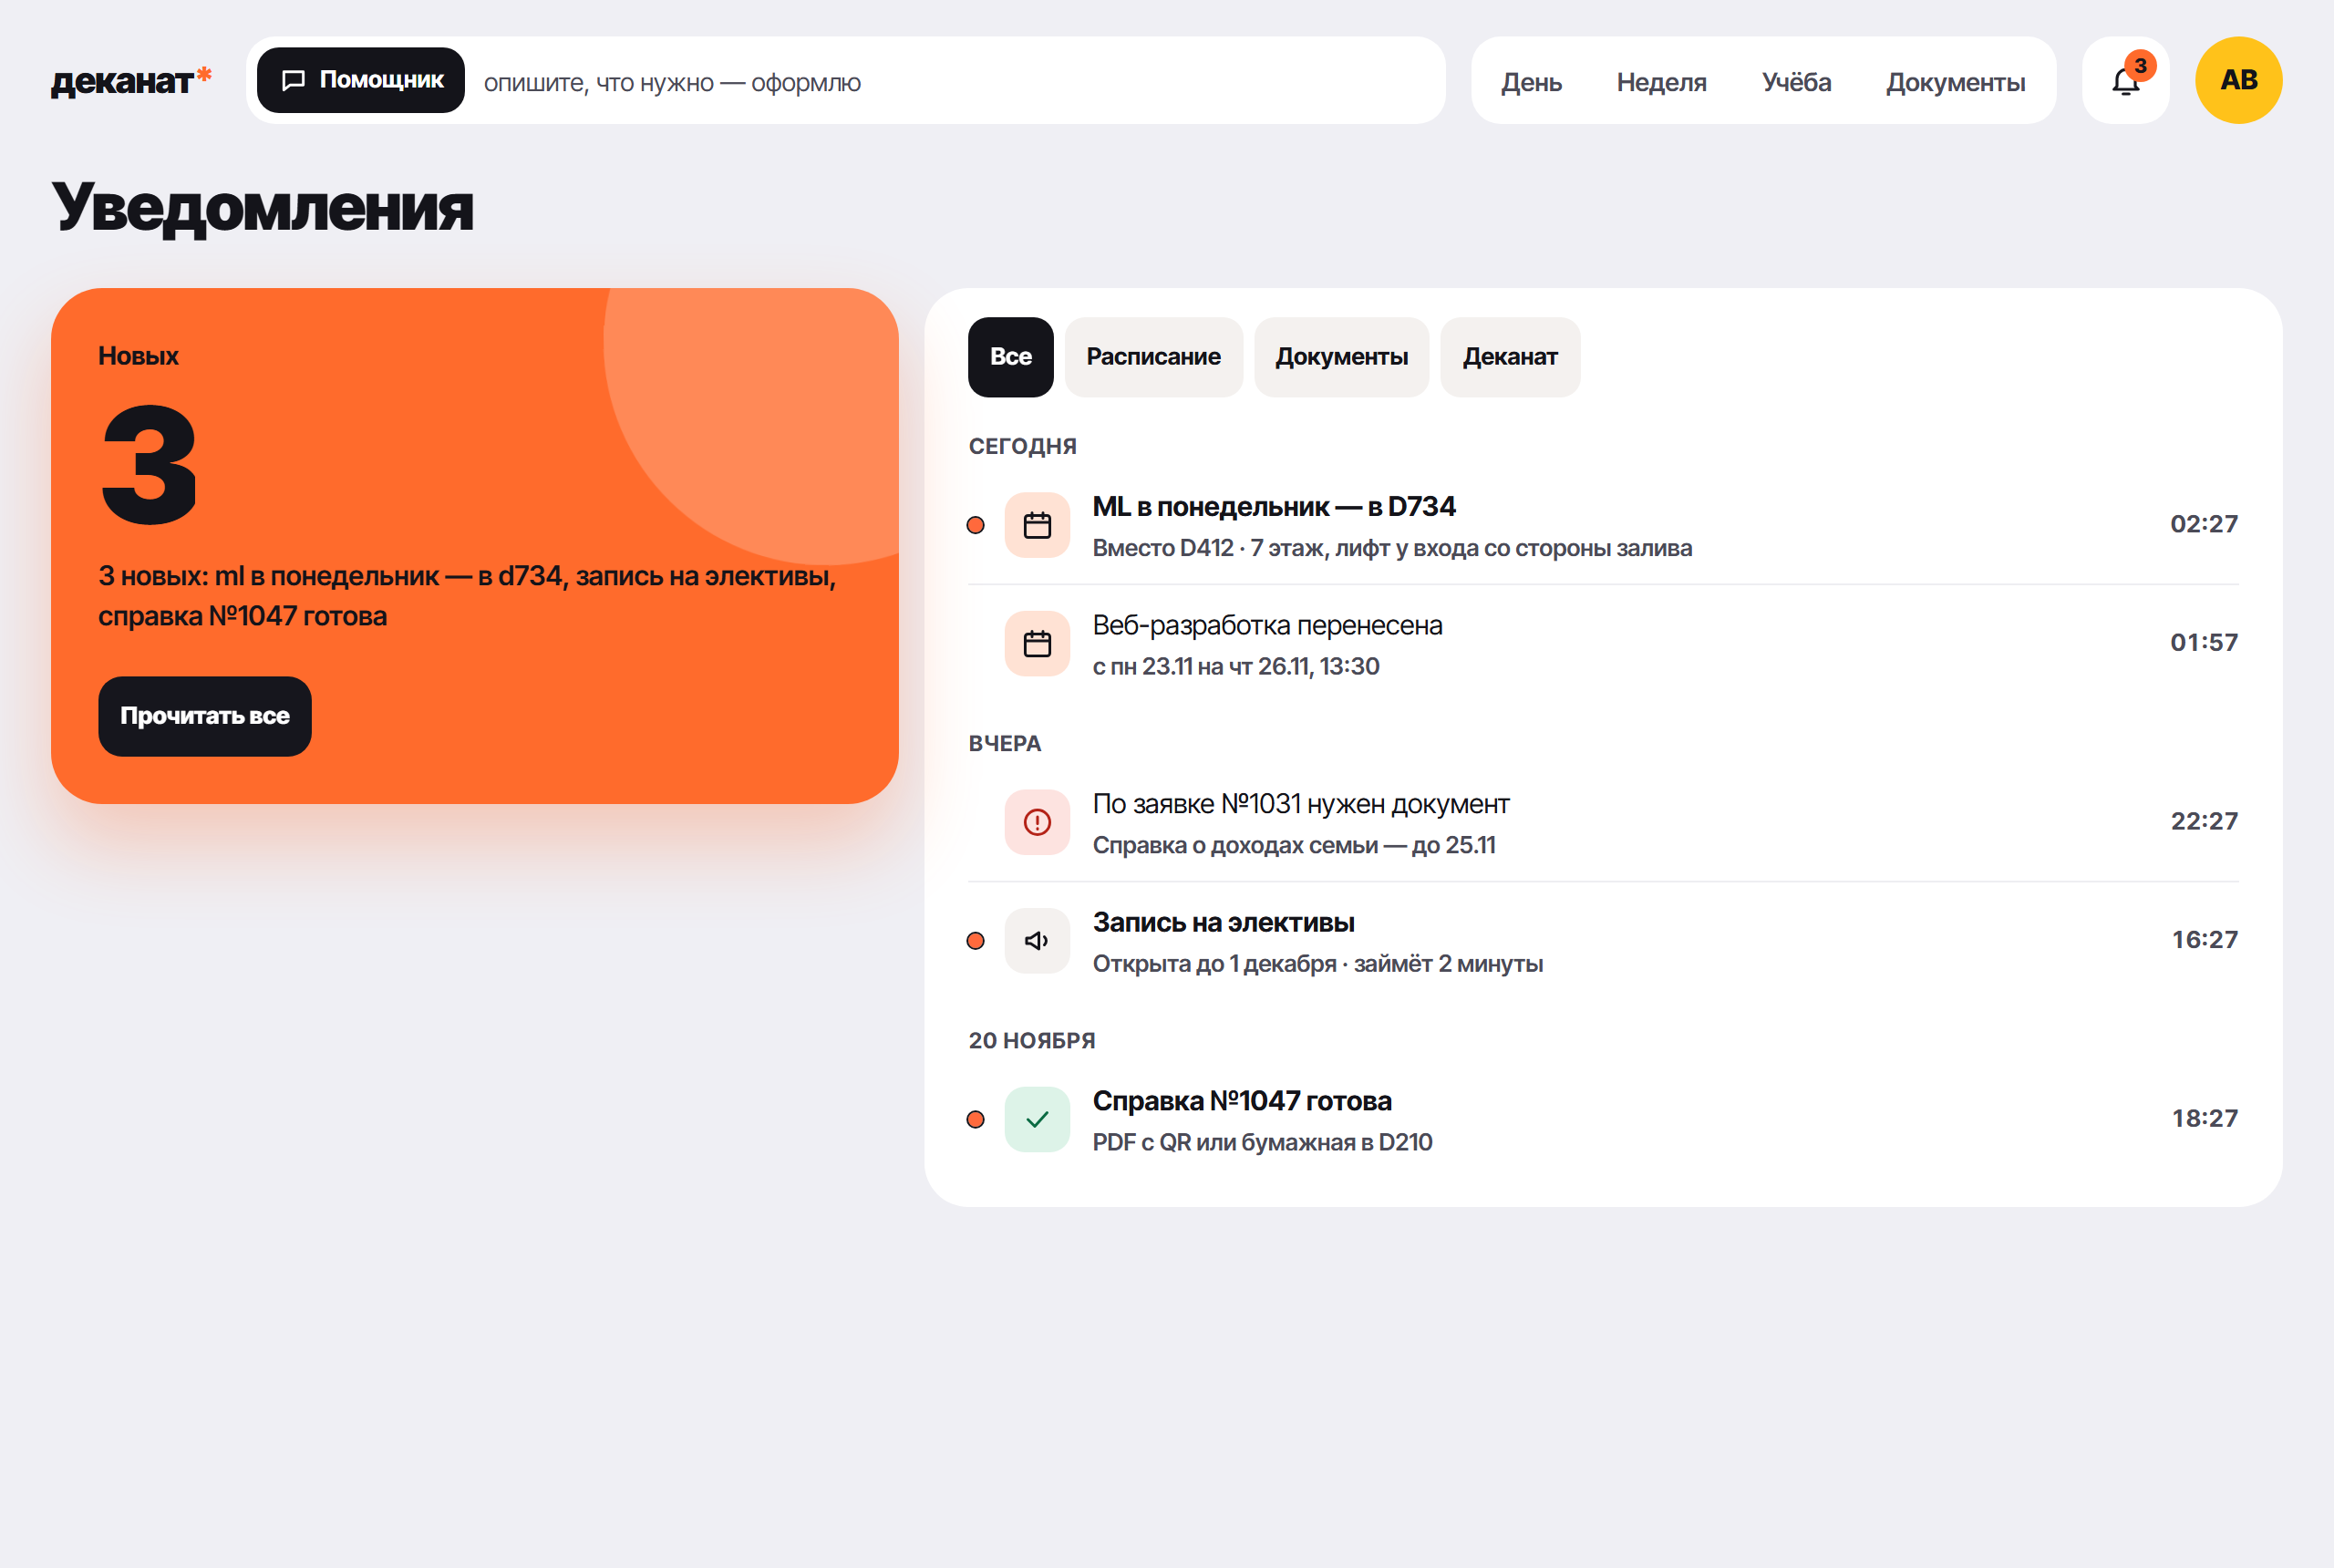 деканат*
Помощник
опишите, что нужно — оформлю
День Неделя Учёба Документы
3
АВ
Уведомления
Новых
3
3 новых: ml в понедельник — в d734, запись на элективы,
справка №1047 готова
Прочитать все
Все Расписание Документы Деканат
СЕГОДНЯ
ML в понедельник — в D734
Вместо D412 · 7 этаж, лифт у входа со стороны залива
02:27
Веб-разработка перенесена
с пн 23.11 на чт 26.11, 13:30
01:57
ВЧЕРА
По заявке №1031 нужен документ
Справка о доходах семьи — до 25.11
22:27
Запись на элективы
Открыта до 1 декабря · займёт 2 минуты
16:27
20 НОЯБРЯ
Справка №1047 готова
PDF с QR или бумажная в D210
18:27